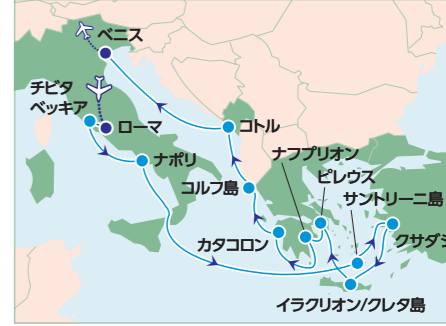 ベニス
チビタ
ベッキア
ローマ
コトル
ナポリ
ナフプリオン
ピレウス
コルフ島
サントリーニ島
カタコロン
クサダシ
イラクリオン/クレタ島